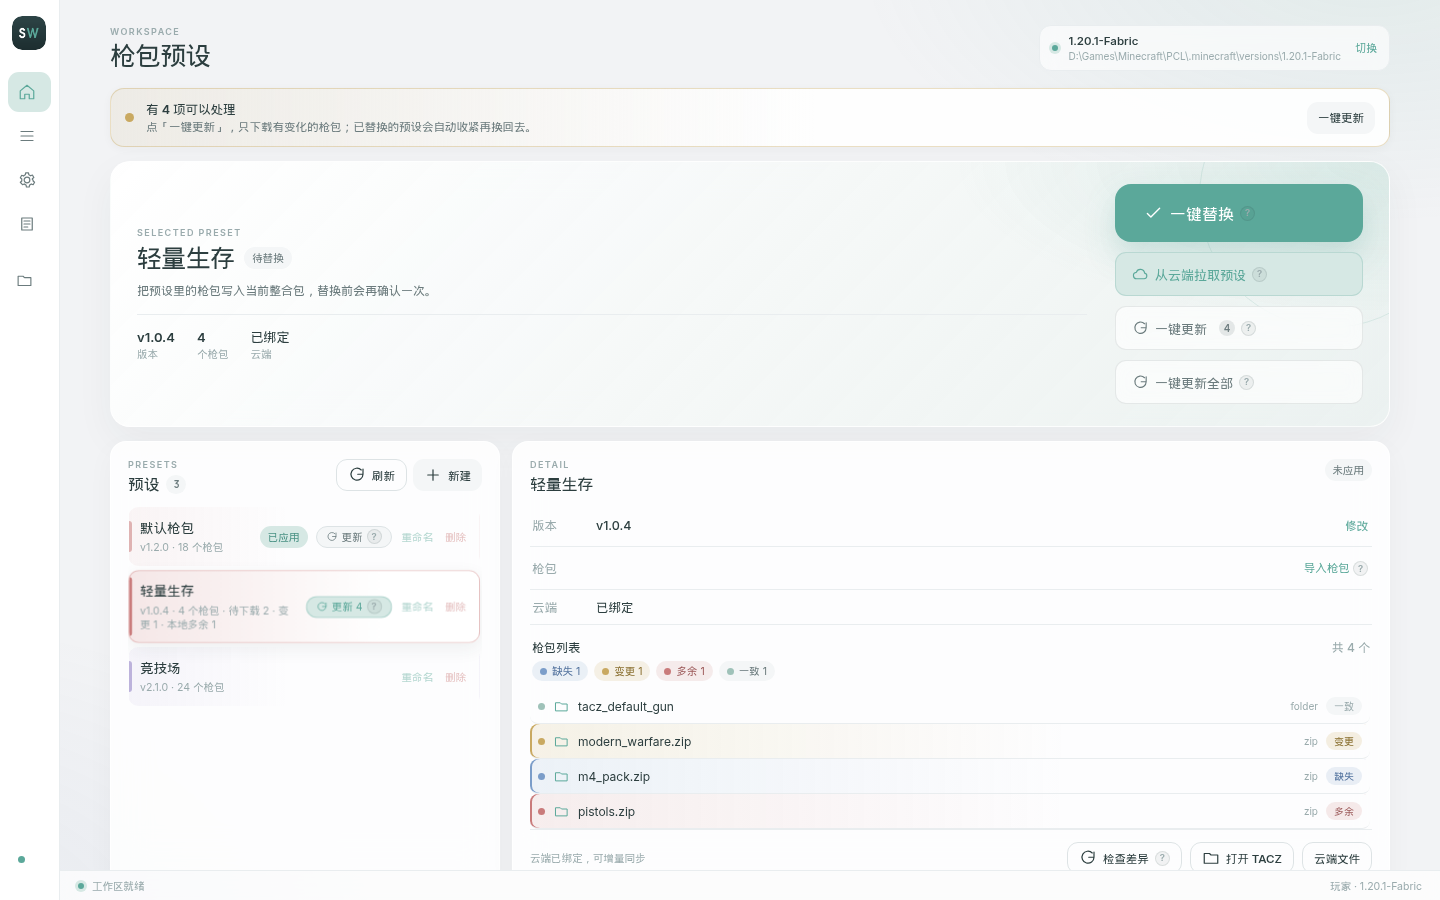 SW
WORKSPACE
枪包预设
1.20.1-Fabric
D:\Games\Minecraft\PCL\.minecraft\versions\1.20.1-Fabric
切换
有 4 项可以处理
点「一键更新」，只下载有变化的枪包；已替换的预设会自动收紧再换回去。
一键更新
SELECTED PRESET
轻量生存
待替换
把预设里的枪包写入当前整合包，替换前会再确认一次。
v1.0.4
版本
4
个枪包
已绑定
云端
一键替换 ?
从云端拉取预设 ?
一键更新 4 ?
一键更新全部 ?
PRESETS
预设 3
刷新
新建
默认枪包
v1.2.0 · 18 个枪包
已应用
更新 ?
重命名
删除
轻量生存
v1.0.4 · 4 个枪包 · 待下载 2 · 变
更 1 · 本地多余 1
更新 4 ?
重命名
删除
竞技场
v2.1.0 · 24 个枪包
重命名
删除
DETAIL
轻量生存
未应用
版本
v1.0.4
修改
枪包
导入枪包 ?
云端
已绑定
枪包列表
共 4 个
缺失 1
变更 1
多余 1
一致 1
tacz_default_gun
folder
一致
modern_warfare.zip
zip
变更
m4_pack.zip
zip
缺失
pistols.zip
zip
多余
云端已绑定，可增量同步
检查差异 ?
打开 TACZ
云端文件
工作区就绪
玩家 · 1.20.1-Fabric